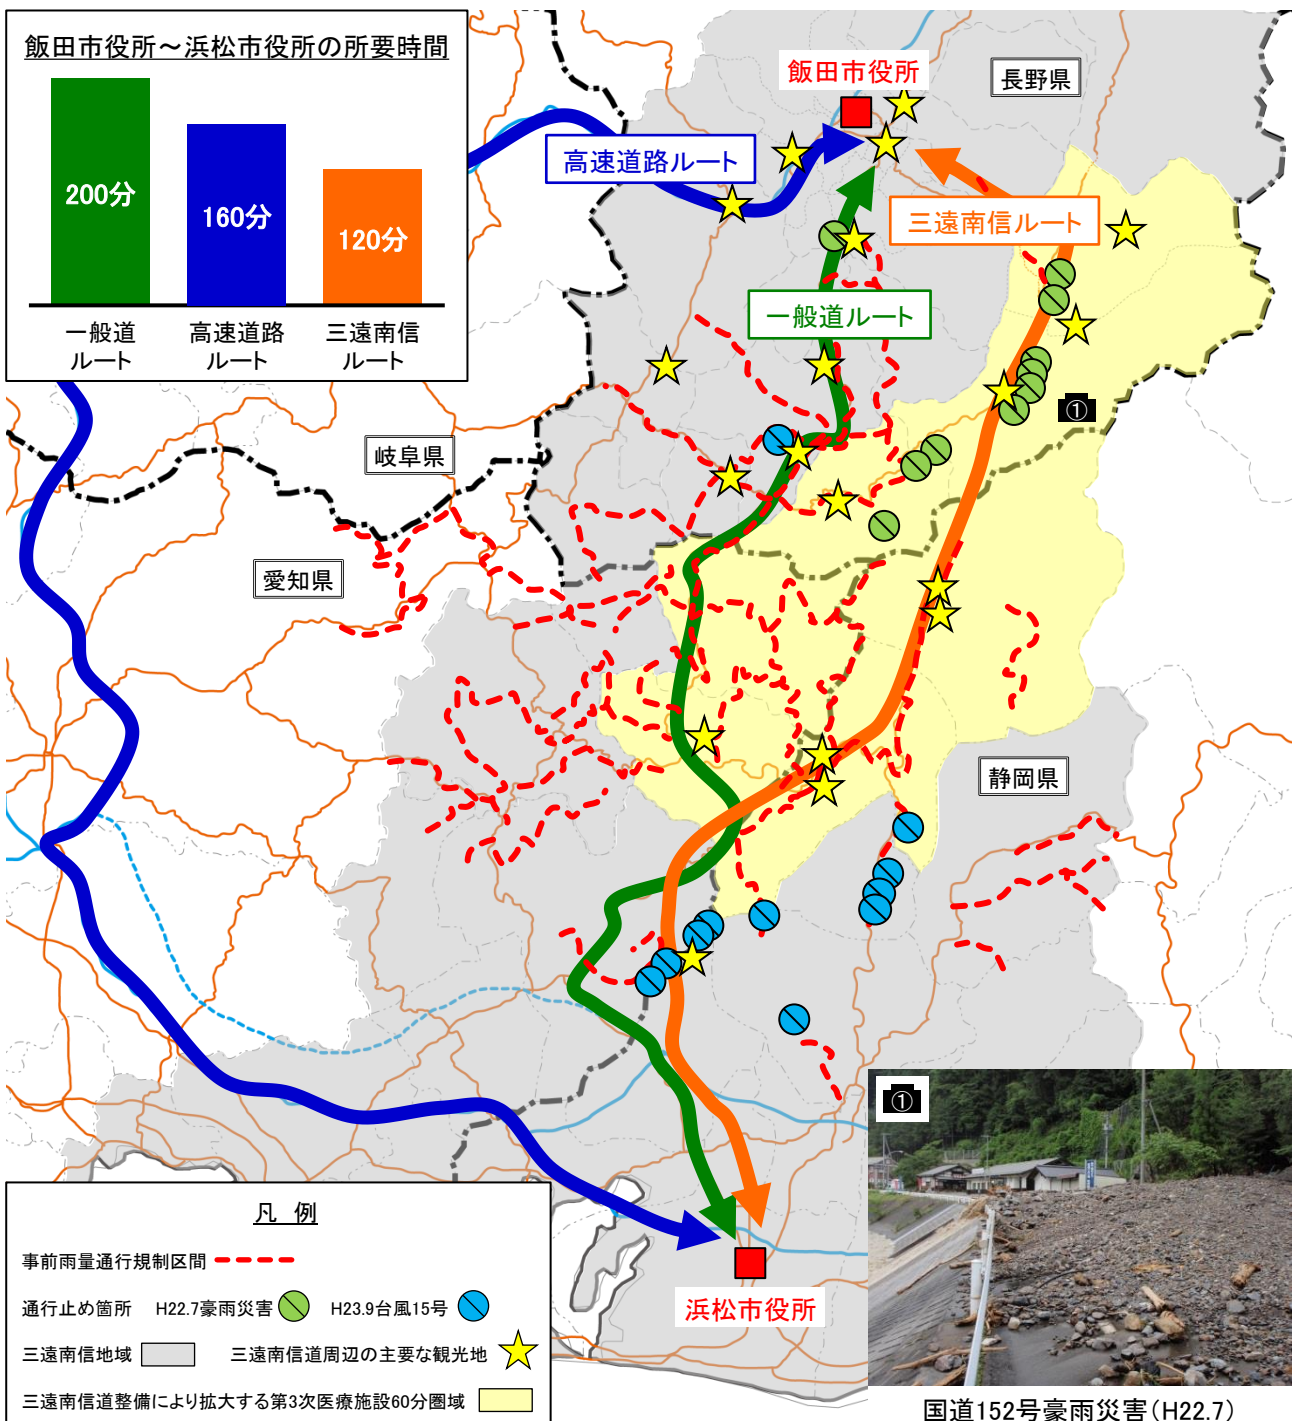 飯田市役所～浜松市役所の所要時間
200分
160分
120分
一般道
ルート
高速道路
ルート
三遠南信
ルート
飯田市役所
長野県
高速道路ルート
三遠南信ルート
一般道ルート
①
岐阜県
愛知県
静岡県
浜松市役所
凡 例
事前雨量通行規制区間
通行止め箇所 H22.7豪雨災害 H23.9台風15号
三遠南信地域 三遠南信道周辺の主要な観光地
三遠南信道整備により拡大する第3次医療施設60分圏域
①
国道152号豪雨災害（H22.7）